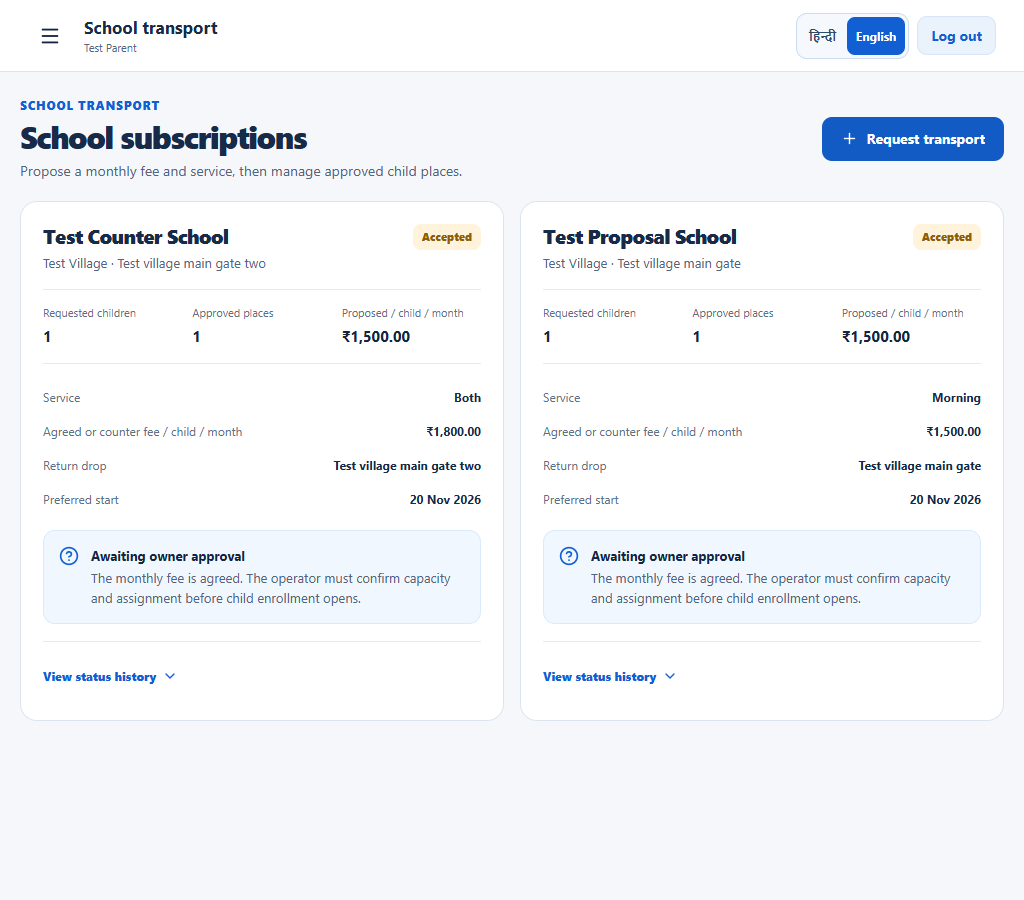 School transport
Test Parent
हिन्दी
English
Log out
SCHOOL TRANSPORT
School subscriptions
Propose a monthly fee and service, then manage approved child places.
Request transport
Test Counter School
Accepted
Test Village · Test village main gate two
Requested children
Approved places
Proposed / child / month
1
1
₹1,500.00
Service
Both
Agreed or counter fee / child / month
₹1,800.00
Return drop
Test village main gate two
Preferred start
20 Nov 2026
Awaiting owner approval
The monthly fee is agreed. The operator must confirm capacity
and assignment before child enrollment opens.
View status history
Test Proposal School
Accepted
Test Village · Test village main gate
Requested children
Approved places
Proposed / child / month
1
1
₹1,500.00
Service
Morning
Agreed or counter fee / child / month
₹1,500.00
Return drop
Test village main gate
Preferred start
20 Nov 2026
Awaiting owner approval
The monthly fee is agreed. The operator must confirm capacity
and assignment before child enrollment opens.
View status history